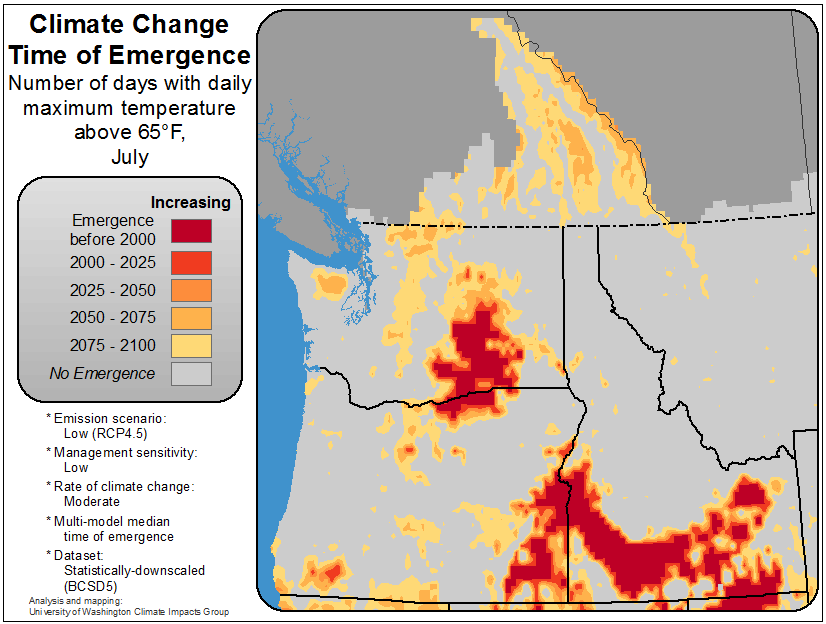 Climate Change
Time of Emergence
Number of days with daily
maximum temperature
above 65°F,
July
Increasing
Emergence
before 2000
2000 - 2025
2025 - 2050
2050 - 2075
2075 - 2100
No Emergence
* Emission scenario:
Low (RCP4.5)
* Management sensitivity:
Low
* Rate of climate change:
Moderate
* Multi-model median
time of emergence
* Dataset:
Statistically-downscaled
(BCSD5)
Analysis and mapping:
University of Washington Climate Impacts Group